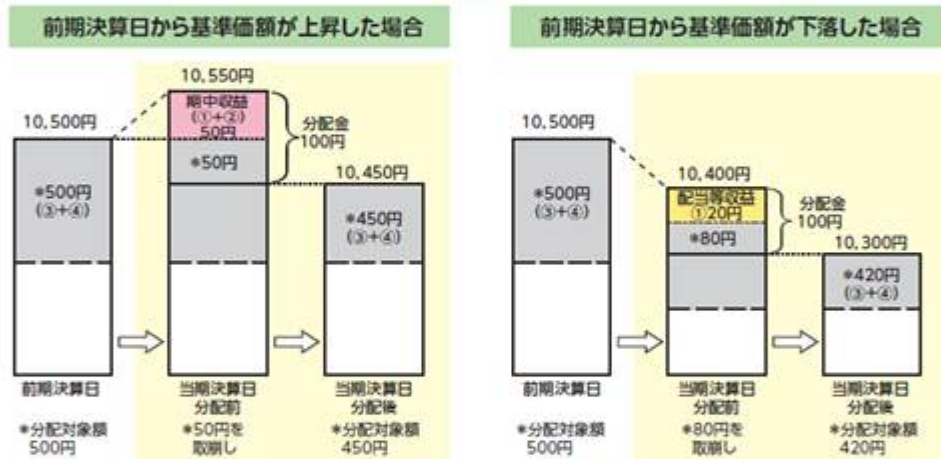 前期決算日から基準価額が上昇した場合
10,550円
10,500円
期中収益
(①+②)
50円
*50円
分配金
100円
10,450円
*500円
(③+④)
*450円
(③+④)
前期決算日
当期決算日
分配前
当期決算日
分配後
*分配対象額
500円
*50円を
取崩し
*分配対象額
450円
前期決算日から基準価額が下落した場合
10,500円
10,400円
配当等収益
①20円
*80円
分配金
100円
10,300円
*500円
(③+④)
*420円
(③+④)
前期決算日
当期決算日
分配前
当期決算日
分配後
*分配対象額
500円
*80円を
取崩し
*分配対象額
420円